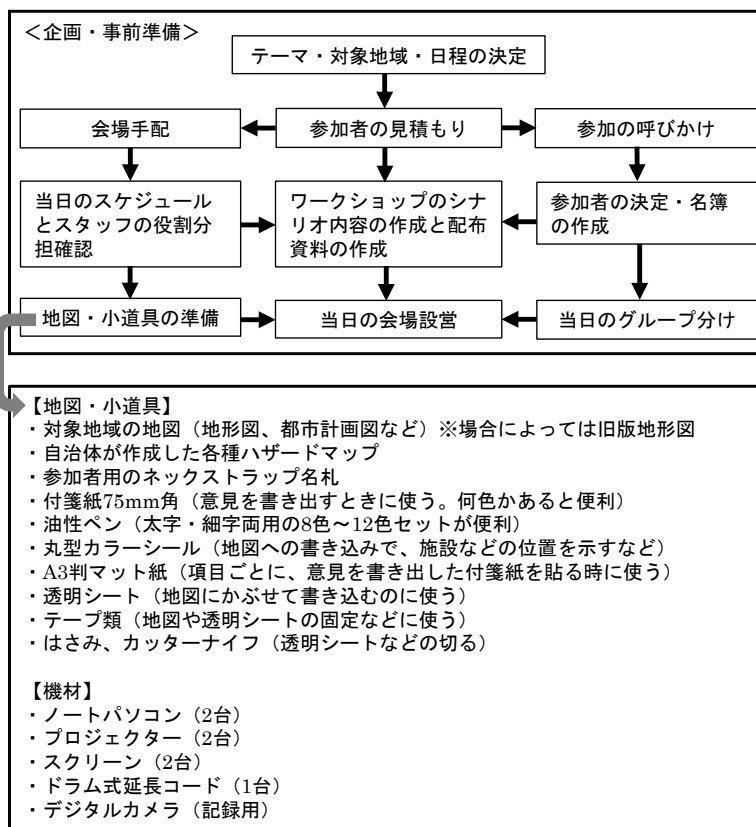 ＜企画・事前準備＞
テーマ・対象地域・日程の決定
会場手配
参加者の見積もり
参加の呼びかけ
当日のスケジュール
とスタッフの役割分
担確認
ワークショップのシナ
リオ内容の作成と配布
資料の作成
参加者の決定・名簿
の作成
地図・小道具の準備
当日の会場設営
当日のグループ分け
【地図・小道具】
・対象地域の地図（地形図、都市計画図など）※場合によっては旧版地形図
・自治体が作成した各種ハザードマップ
・参加者用のネックストラップ名札
・付箋紙75mm角（意見を書き出すときに使う。何色かあると便利）
・油性ペン（太字・細字両用の8色～12色セットが便利）
・丸型カラーシール（地図への書き込みで、施設などの位置を示すなど）
・A3判マット紙（項目ごとに、意見を書き出した付箋紙を貼る時に使う）
・透明シート（地図にかぶせて書き込むのに使う）
・テープ類（地図や透明シートの固定などに使う）
・はさみ、カッターナイフ（透明シートなどの切る）
【機材】
・ノートパソコン（2台）
・プロジェクター（2台）
・スクリーン（2台）
・ドラム式延長コード（1台）
・デジタルカメラ（記録用）